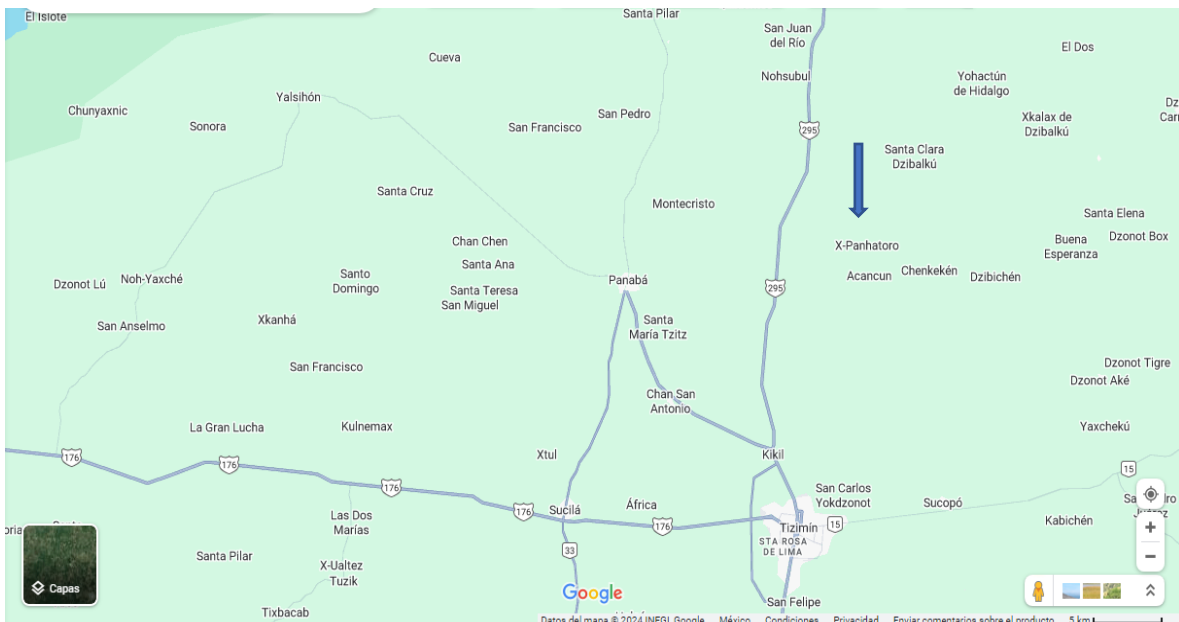 El Islote
Santa Pilar
San Juan
del Río
El Dos
Cueva
Nohsubul
Yohactún
de Hidalgo
Yalsihón
Chunyaxnic
Sonora
San Francisco
San Pedro
295
Xkalax de
Dzibalkú
Dz
Car
Santa Clara
Dzibalkú
Santa Cruz
Montecristo
Santa Elena
Chan Chen
X-Panhatoro
Buena
Esperanza
Dzonot Box
Santa Ana
Dzonot Lú
Noh-Yaxché
Santo
Domingo
Santa Teresa
San Miguel
Panabá
295
Acancun
Chenkekén
Dzibichén
San Anselmo
Xkanhá
Santa
María Tzitz
San Francisco
Dzonot Tigre
Dzonot Aké
Chan San
Antonio
La Gran Lucha
Kulnemax
Yaxchekú
176
176
Xtul
Kikil
15
176
San Carlos
Yokdzonot
Sucopó
176
Sucilá
África
176
Las Dos
Marías
Tizimín
15
Kabichén
STA ROSA
DE LIMA
33
Santa Pilar
X-Ualtez
Tuzik
Capas
Google
San Felipe
Tixbacab
Datos del mapa © 2024 INEGI, Google México Condiciones Privacidad Enviar comentarios sobre el producto 5 km